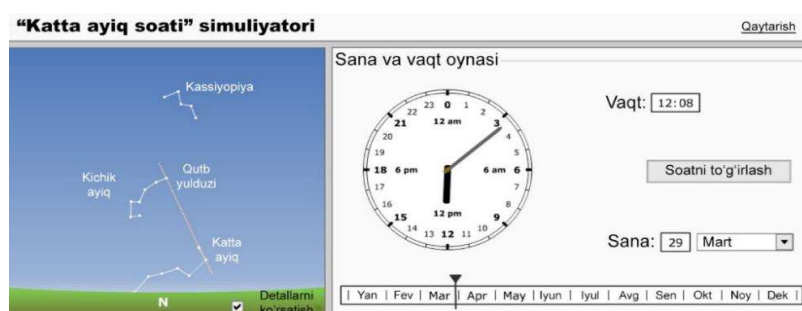 “Katta ayiq soati” simuliyatori
Qaytarish
Kassiyopiya
Kichik
ayiq
Qutb
yulduzi
Katta
ayiq
N
Detallarni
ko'rsatish
Sana va vaqt oynasi
0 1 2 3 4 5 6 7 8 9 10 11 12 13 14 15 16 17 18 19 20 21 22 23
12 am
6 am
12 pm
6 pm
Vaqt: 12:08
Soatni to'g'irlash
Sana: 29 Mart
| Yan | Fev | Mar | Apr | May | Iyun | Iyul | Avg | Sen | Okt | Noy | Dek |